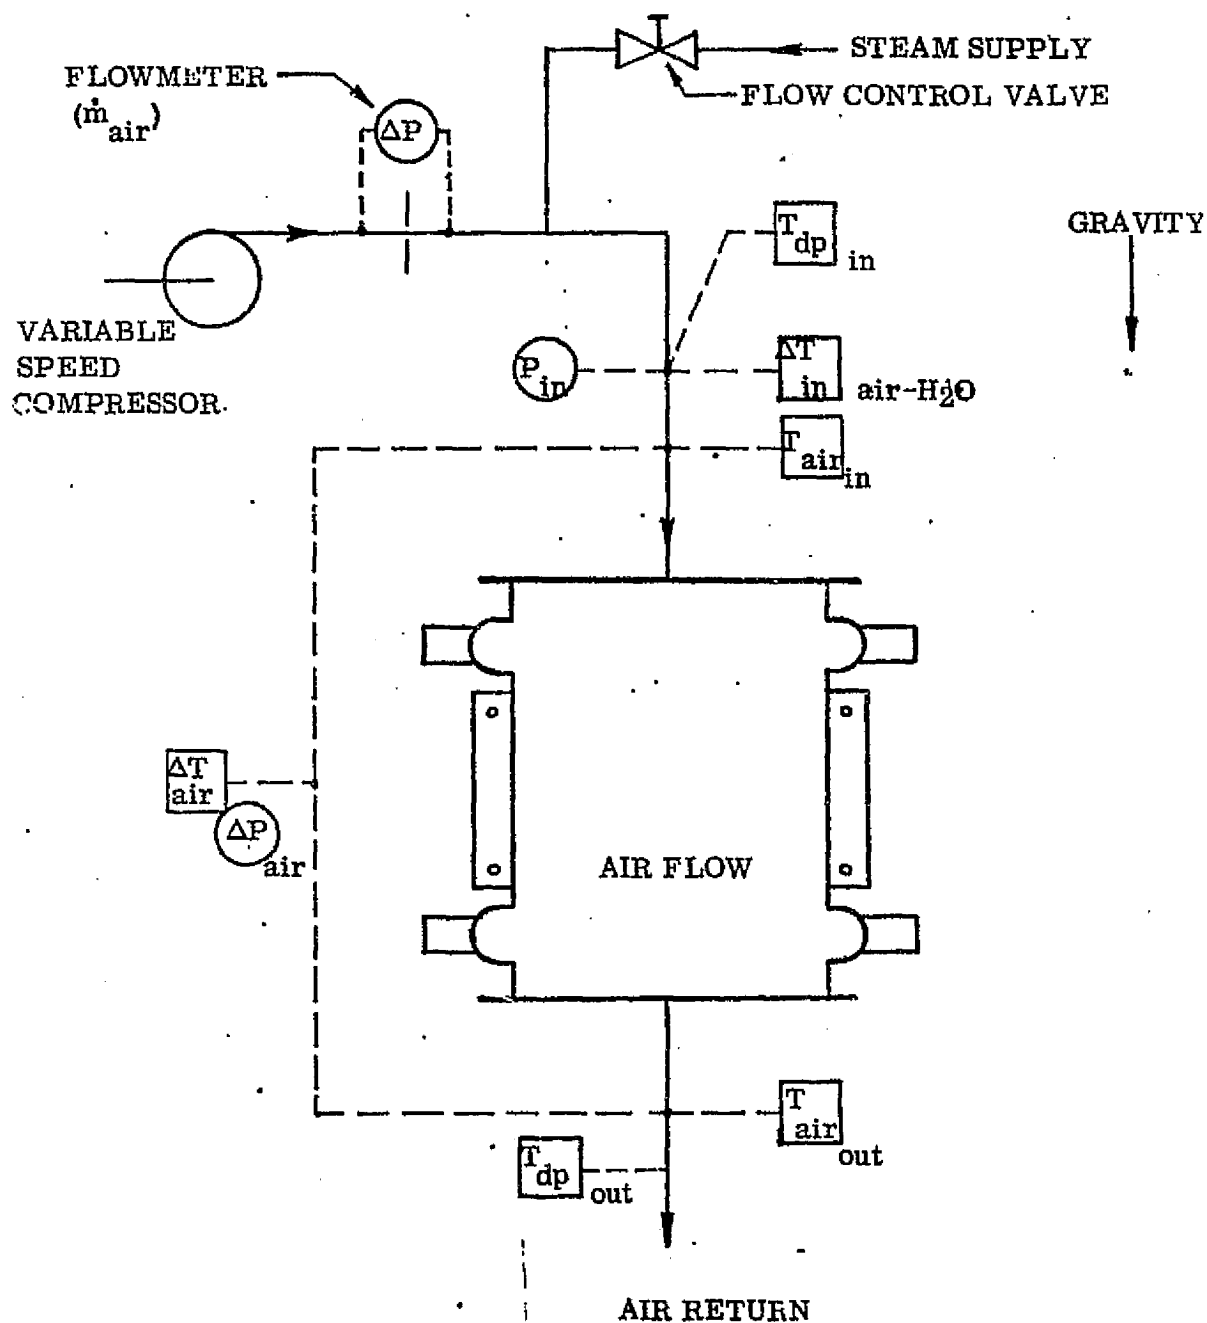 STEAM SUPPLY
FLOW CONTROL VALVE
FLOWMETER
(ṁair)
ΔP
Tdp in
GRAVITY
VARIABLE
SPEED
COMPRESSOR
Pin
ΔT in air-H2O
Tair in
ΔT air
ΔP air
AIR FLOW
T air out
Tdp out
AIR RETURN